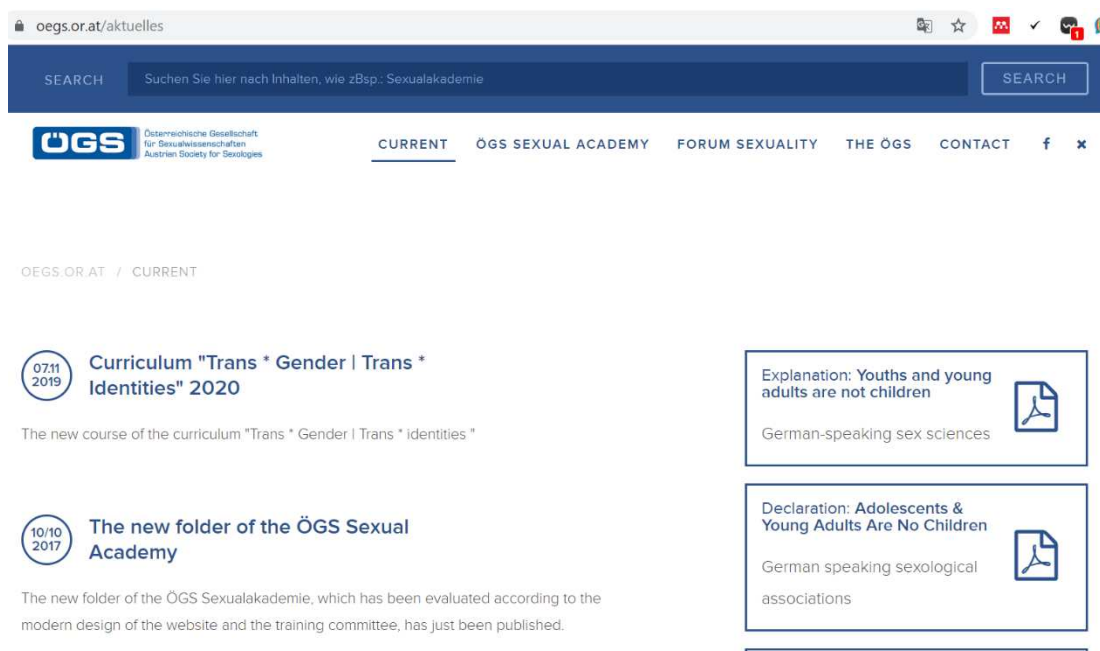 oegs.or.at/aktuelles
1
SEARCH
Suchen Sie hier nach Inhalten, wie zBsp.: Sexualakademie
SEARCH
ÖGS
Österreichische Gesellschaft
für Sexualwissenschaften
Austrian Society for Sexologies
CURRENT ÖGS SEXUAL ACADEMY FORUM SEXUALITY THE ÖGS CONTACT f
OEGS.OR.AT / CURRENT
07.11
2019
Curriculum "Trans * Gender | Trans *
Identities" 2020
The new course of the curriculum "Trans * Gender | Trans * identities "
10/10
2017
The new folder of the ÖGS Sexual
Academy
The new folder of the ÖGS Sexualakademie, which has been evaluated according to the
modern design of the website and the training committee, has just been published.
Explanation: Youths and young
adults are not children
German-speaking sex sciences
Declaration: Adolescents &
Young Adults Are No Children
German speaking sexological
associations